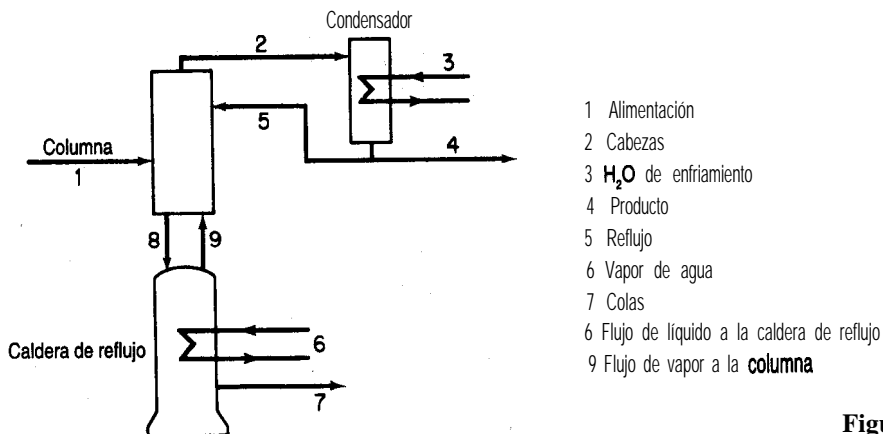 Condensador
2
3
5
4
Columna
1
8
9
Caldera de reflujo
6
7
1 Alimentación
2 Cabezas
3 H₂O de enfriamiento
4 Producto
5 Reflujo
6 Vapor de agua
7 Colas
6 Flujo de líquido a la caldera de reflujo
9 Flujo de vapor a la columna
Figu